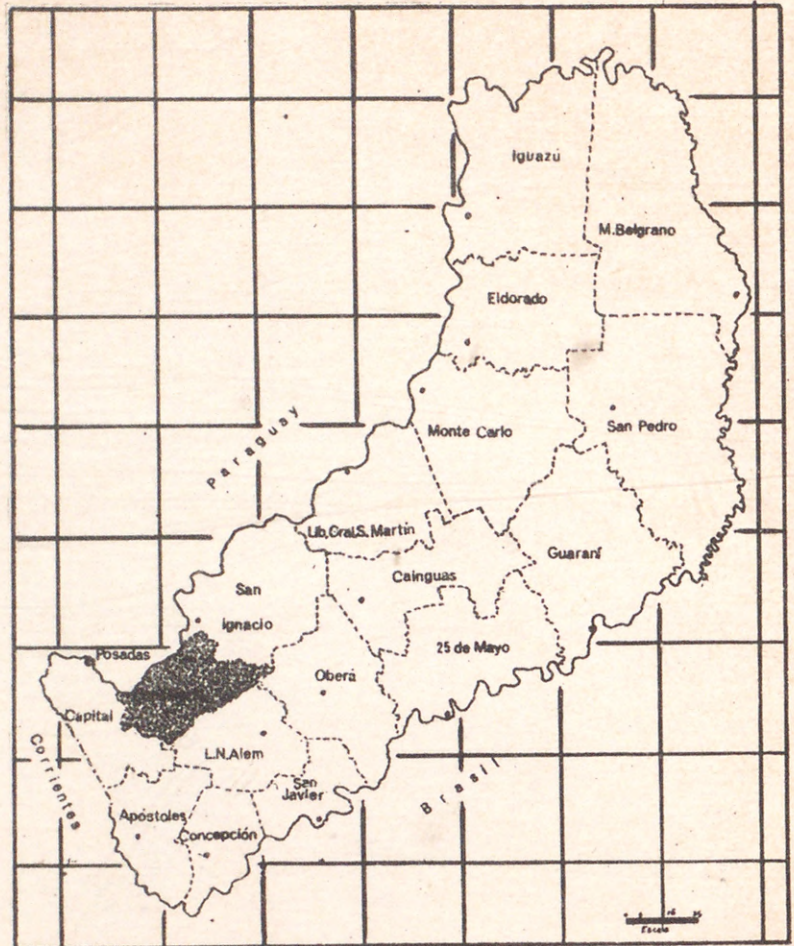 Iguazú
M. Belgrano
Eldorado
Paraguay
Monte Carlo
San Pedro
Lib. Gral. S. Martín
Guaraní
Cainguas
San
Ignacio
25 de Mayo
Posadas
Oberá
Capital
L.N. Alem
Corrientes
San
Javier
Brasil
Apóstoles
Concepción
Escala